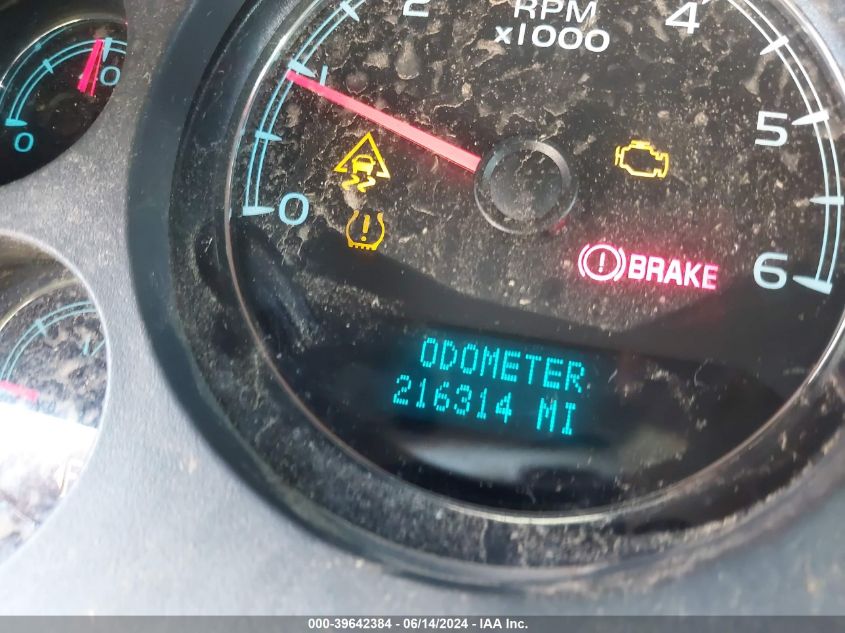 2 RPM 4
x1000
1
0
5
0
0
BRAKE 6
ODOMETER
216314 MI
000-39642384 - 06/14/2024 - IAA Inc.